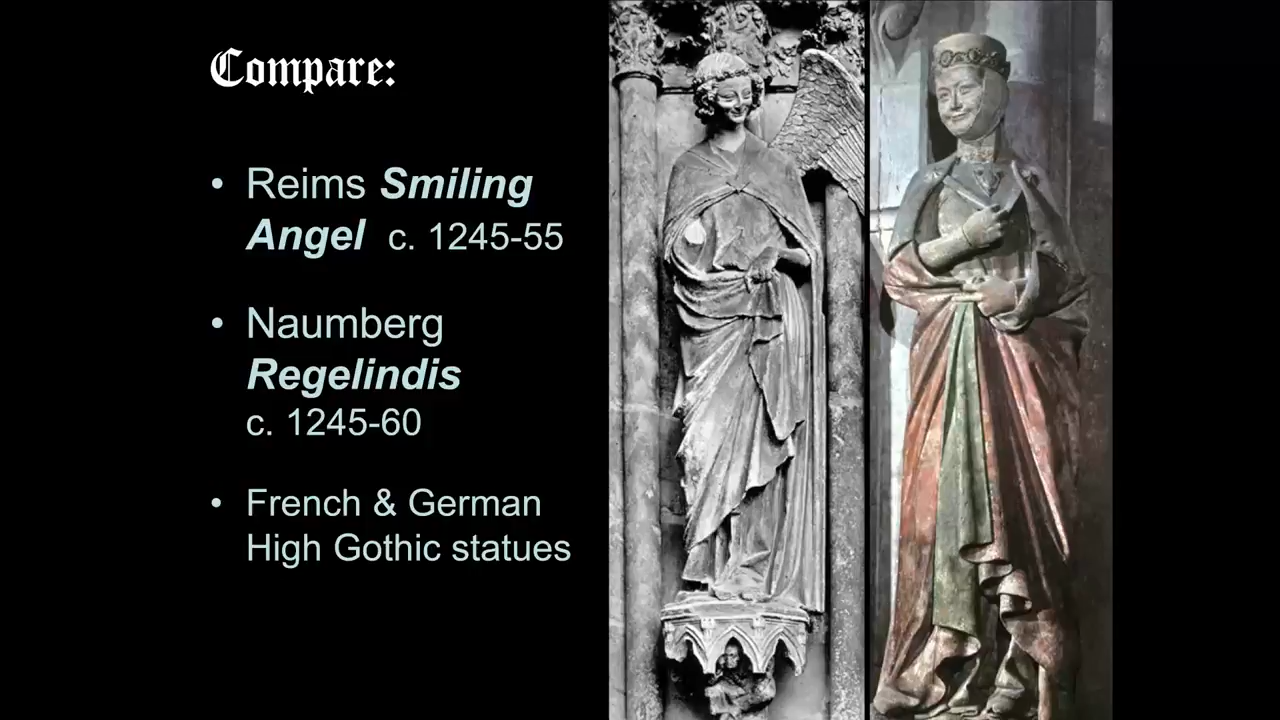 Compare:
• Reims Smiling
Angel c. 1245-55
• Naumberg
Regelindis
c. 1245-60
• French & German
High Gothic statues